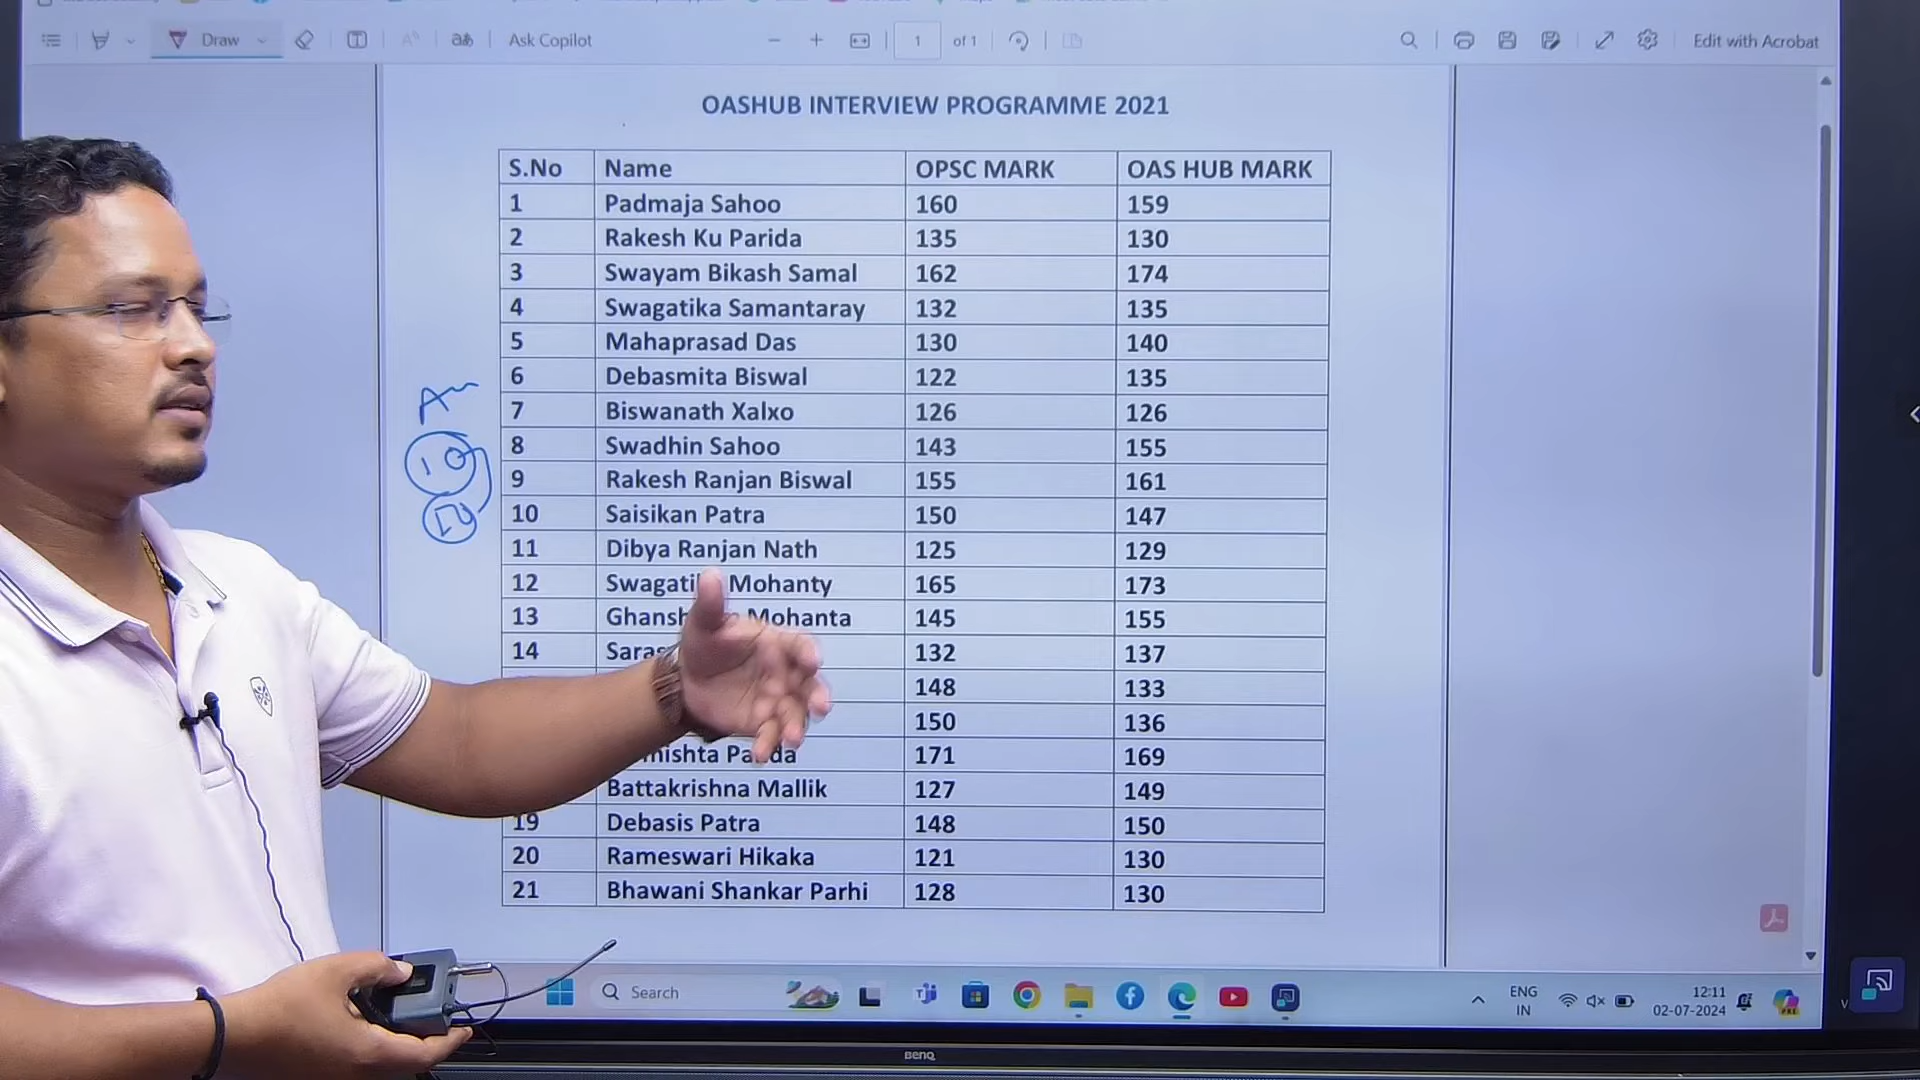 Draw
Ask Copilot
1 of 1
Edit with Acrobat
OASHUB INTERVIEW PROGRAMME 2021
S.No Name OPSC MARK OAS HUB MARK
1 Padmaja Sahoo 160 159
2 Rakesh Ku Parida 135 130
3 Swayam Bikash Samal 162 174
4 Swagatika Samantaray 132 135
5 Mahaprasad Das 130 140
6 Debasmita Biswal 122 135
7 Biswanath Xalxo 126 126
8 Swadhin Sahoo 143 155
9 Rakesh Ranjan Biswal 155 161
10 Saisikan Patra 150 147
11 Dibya Ranjan Nath 125 129
12 Mohanty 165 173
13 Mohanta 145 155
14 132 137
148 133
150 136
171 169
Battakrishna Mallik 127 149
19 Debasis Patra 148 150
20 Rameswari Hikaka 121 130
21 Bhawani Shankar Parhi 128 130
A
10
Search
ENG
IN
12:11
02-07-2024
BenQ